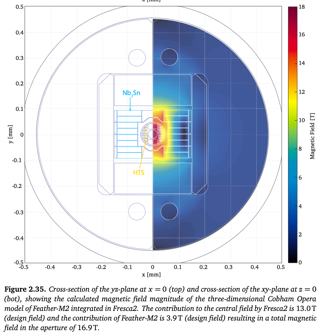 x [mm]
0.5
0.4
0.3
0.2
0.1
0
-0.1
-0.2
-0.3
-0.4
-0.5
y [mm]
Nb3Sn
HTS
-0.5 -0.4 -0.3 -0.2 -0.1 0 0.1 0.2 0.3 0.4 0.5
x [mm]
18
16
14
12
10
8
6
4
2
0
Magnetic Field [T]
Figure 2.35. Cross-section of the yz-plane at x = 0 (top) and cross-section of the xy-plane at z = 0
(bot), showing the calculated magnetic field magnitude of the three-dimensional Cobham Opera
model of Feather-M2 integrated in Fresca2. The contribution to the central field by Fresca2 is 13.0 T
(design field) and the contribution of Feather-M2 is 3.9 T (design field) resulting in a total magnetic
field in the aperture of 16.9 T.